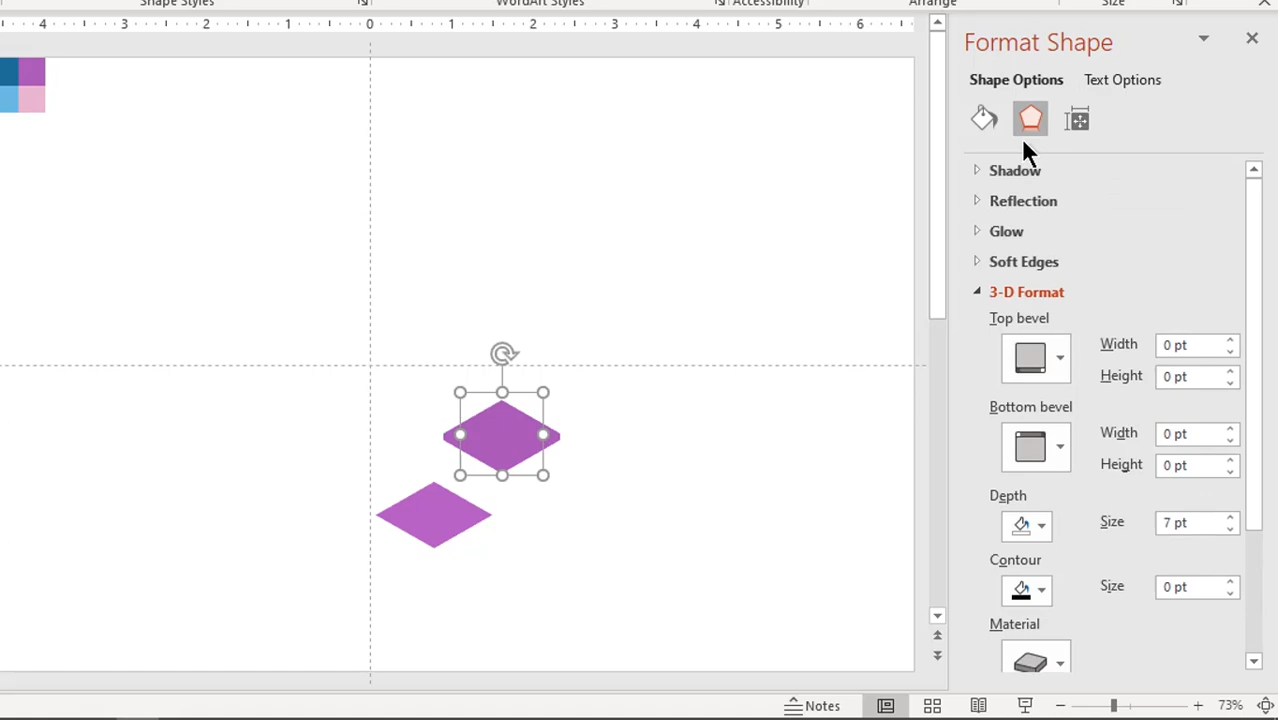 Shape Styles WordArt Styles Accessibility Arrange Size
4 3 2 1 0 1 2 3 4 5 6
Format Shape
Shape Options Text Options
Shadow
Reflection
Glow
Soft Edges
3-D Format
Top bevel
Width 0 pt
Height 0 pt
Bottom bevel
Width 0 pt
Height 0 pt
Depth
Size 7 pt
Contour
Size 0 pt
Material
Notes 73%